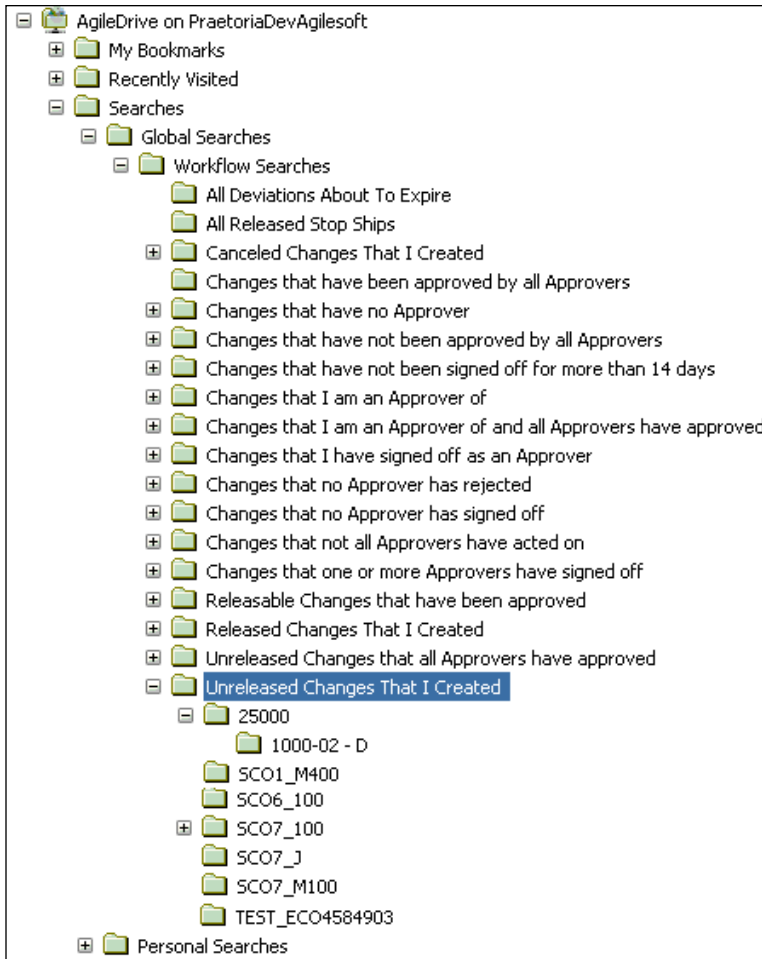 AgileDrive on PraetoriaDevAgilesoft
My Bookmarks
Recently Visited
Searches
Global Searches
Workflow Searches
All Deviations About To Expire
All Released Stop Ships
Canceled Changes That I Created
Changes that have been approved by all Approvers
Changes that have no Approver
Changes that have not been approved by all Approvers
Changes that have not been signed off for more than 14 days
Changes that I am an Approver of
Changes that I am an Approver of and all Approvers have approved
Changes that I have signed off as an Approver
Changes that no Approver has rejected
Changes that no Approver has signed off
Changes that not all Approvers have acted on
Changes that one or more Approvers have signed off
Releasable Changes that have been approved
Released Changes That I Created
Unreleased Changes that all Approvers have approved
Unreleased Changes That I Created
25000
1000-02 - D
SCO1_M400
SCO6_100
SCO7_100
SCO7_J
SCO7_M100
TEST_ECO4584903
Personal Searches